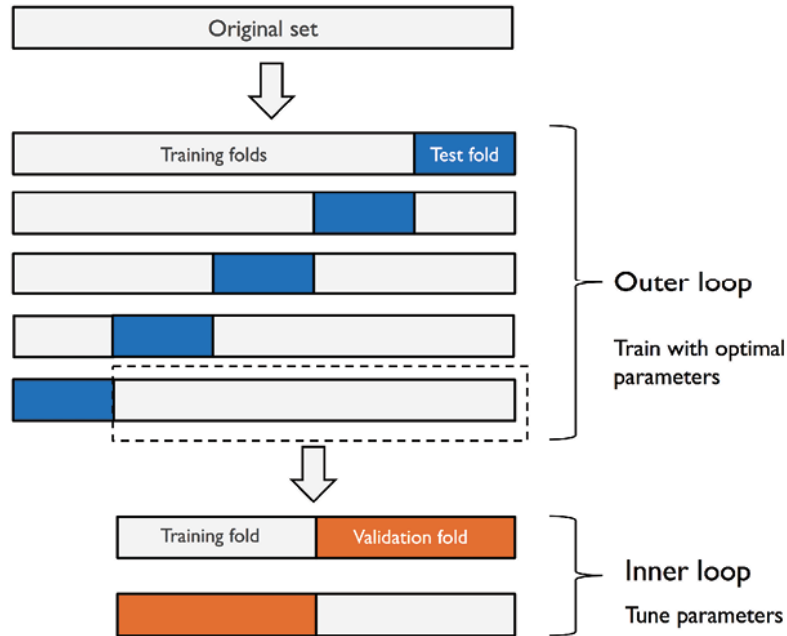 Original set
Training folds
Test fold
Outer loop
Train with optimal
parameters
Training fold
Validation fold
Inner loop
Tune parameters